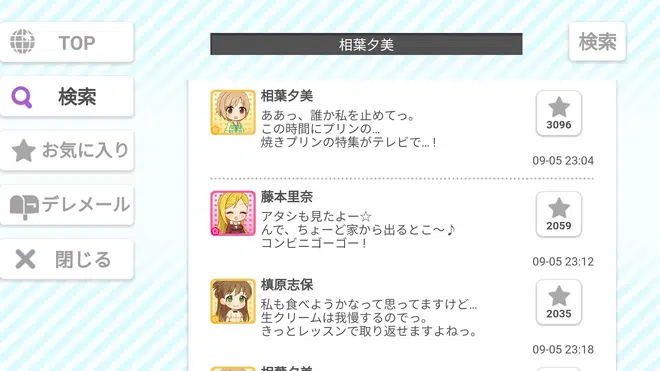 TOP
検索
お気に入り
デレメール
閉じる
相葉夕美
検索
相葉夕美
ああっ、誰か私を止めてっ。
この時間にプリンの…
焼きプリンの特集がテレビで…！
3096
09-05 23:04
藤本里奈
アタシも見たよー☆
んで、ちょーど家から出るとこ～♪
コンビニゴーゴー！
2059
09-05 23:12
槙原志保
私も食べようかなって思ってますけど…
生クリームは我慢するのでっ。
きっとレッスンで取り返せますよねっ。
2035
09-05 23:18
相葉夕美